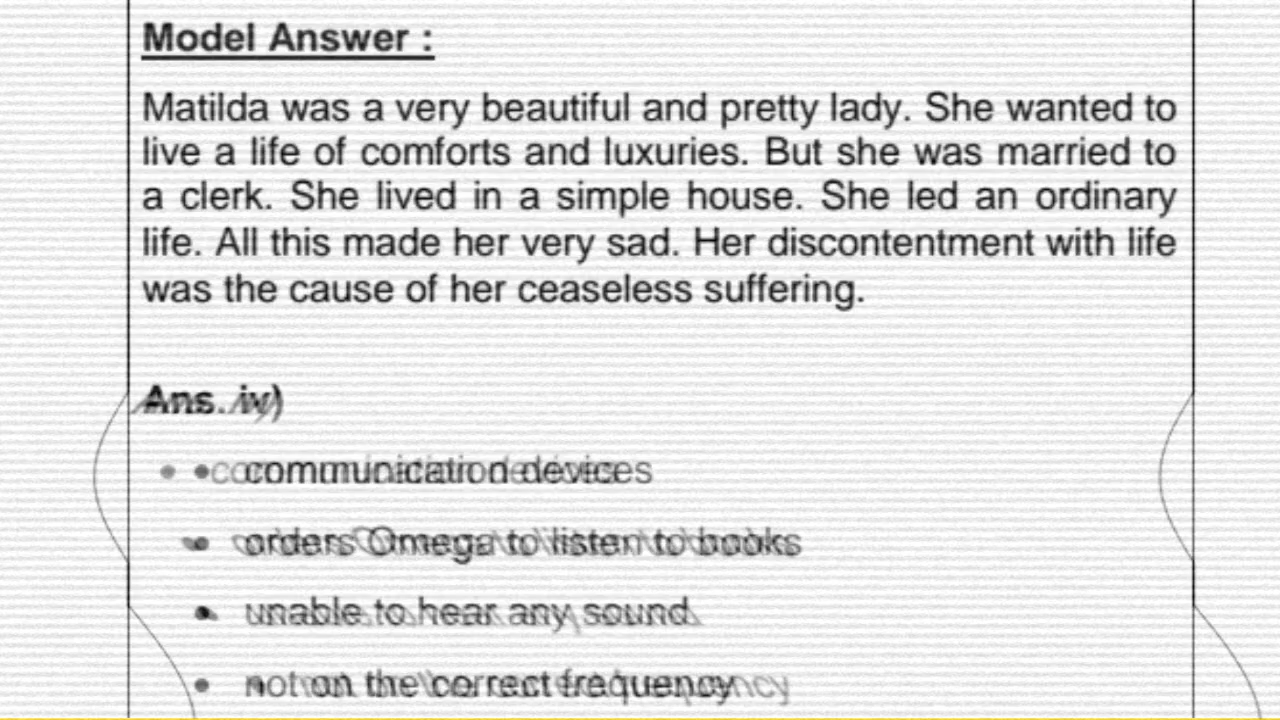 Model Answer :
Matilda was a very beautiful and pretty lady. She wanted to
live a life of comforts and luxuries. But she was married to
a clerk. She lived in a simple house. She led an ordinary
life. All this made her very sad. Her discontentment with life
was the cause of her ceaseless suffering.
Ans. iv)
• communication devices
• orders Omega to listen to books
• unable to hear any sound
• not on the correct frequency